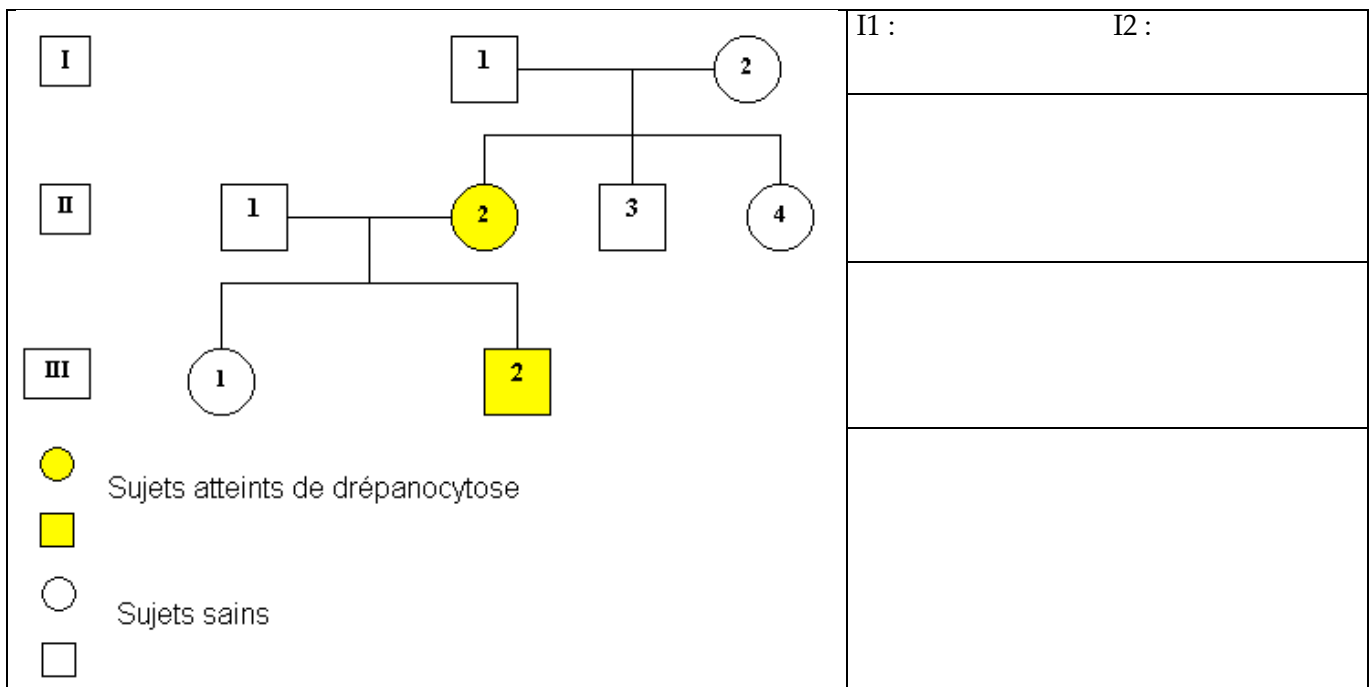 I 1 2
I1 : I2 :
II 1 2 3 4
III 1 2
Sujets atteints de drépanocytose
Sujets sains